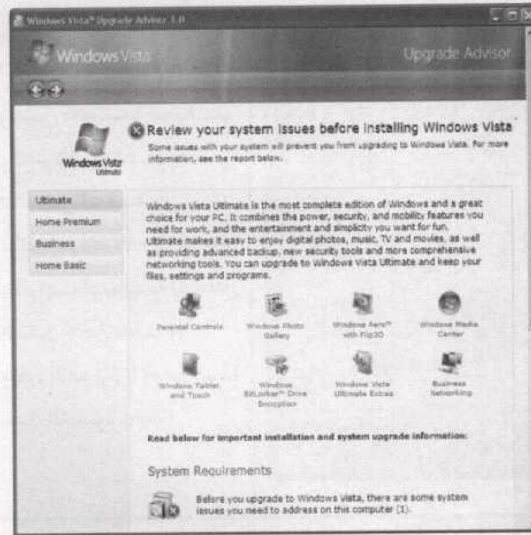 Windows Vista™ Upgrade Advisor 1.0
Windows Vista
Upgrade Advisor
Windows Vista
Ultimate
Review your system issues before installing Windows Vista
Some issues with your system will prevent you from upgrading to Windows Vista. For more
information, see the report below.
Ultimate
Home Premium
Business
Home Basic
Windows Vista Ultimate is the most complete edition of Windows and a great
choice for your PC. It combines the power, security, and mobility features you
need for work, and the entertainment and simplicity you want for fun.
Ultimate makes it easy to enjoy digital photos, music, TV and movies, as well
as providing advanced backup, new security tools and more comprehensive
networking tools. You can upgrade to Windows Vista Ultimate and keep your
files, settings and programs.
Parental Controls
Windows Photo
Gallery
Windows Aero™
with Flip3D
Windows Media
Center
Windows Tablet
and Touch
Windows
BitLocker™ Drive
Encryption
Windows Vista
Ultimate Extras
Business
Networking
Read below for important installation and system upgrade information:
System Requirements
Before you upgrade to Windows Vista, there are some system
issues you need to address on this computer (1).